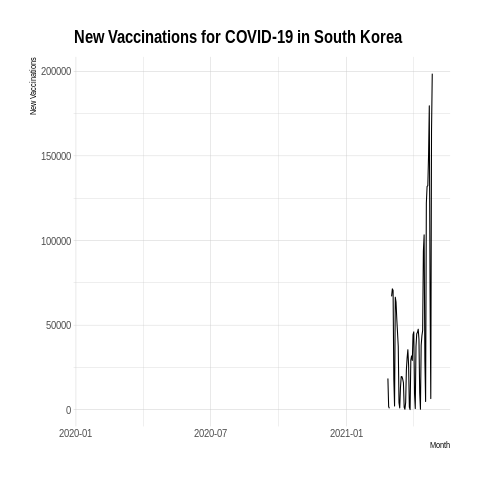 New Vaccinations for COVID-19 in South Korea
New Vaccinations
200000
150000
100000
50000
0
2020-01 2020-07 2021-01
Month